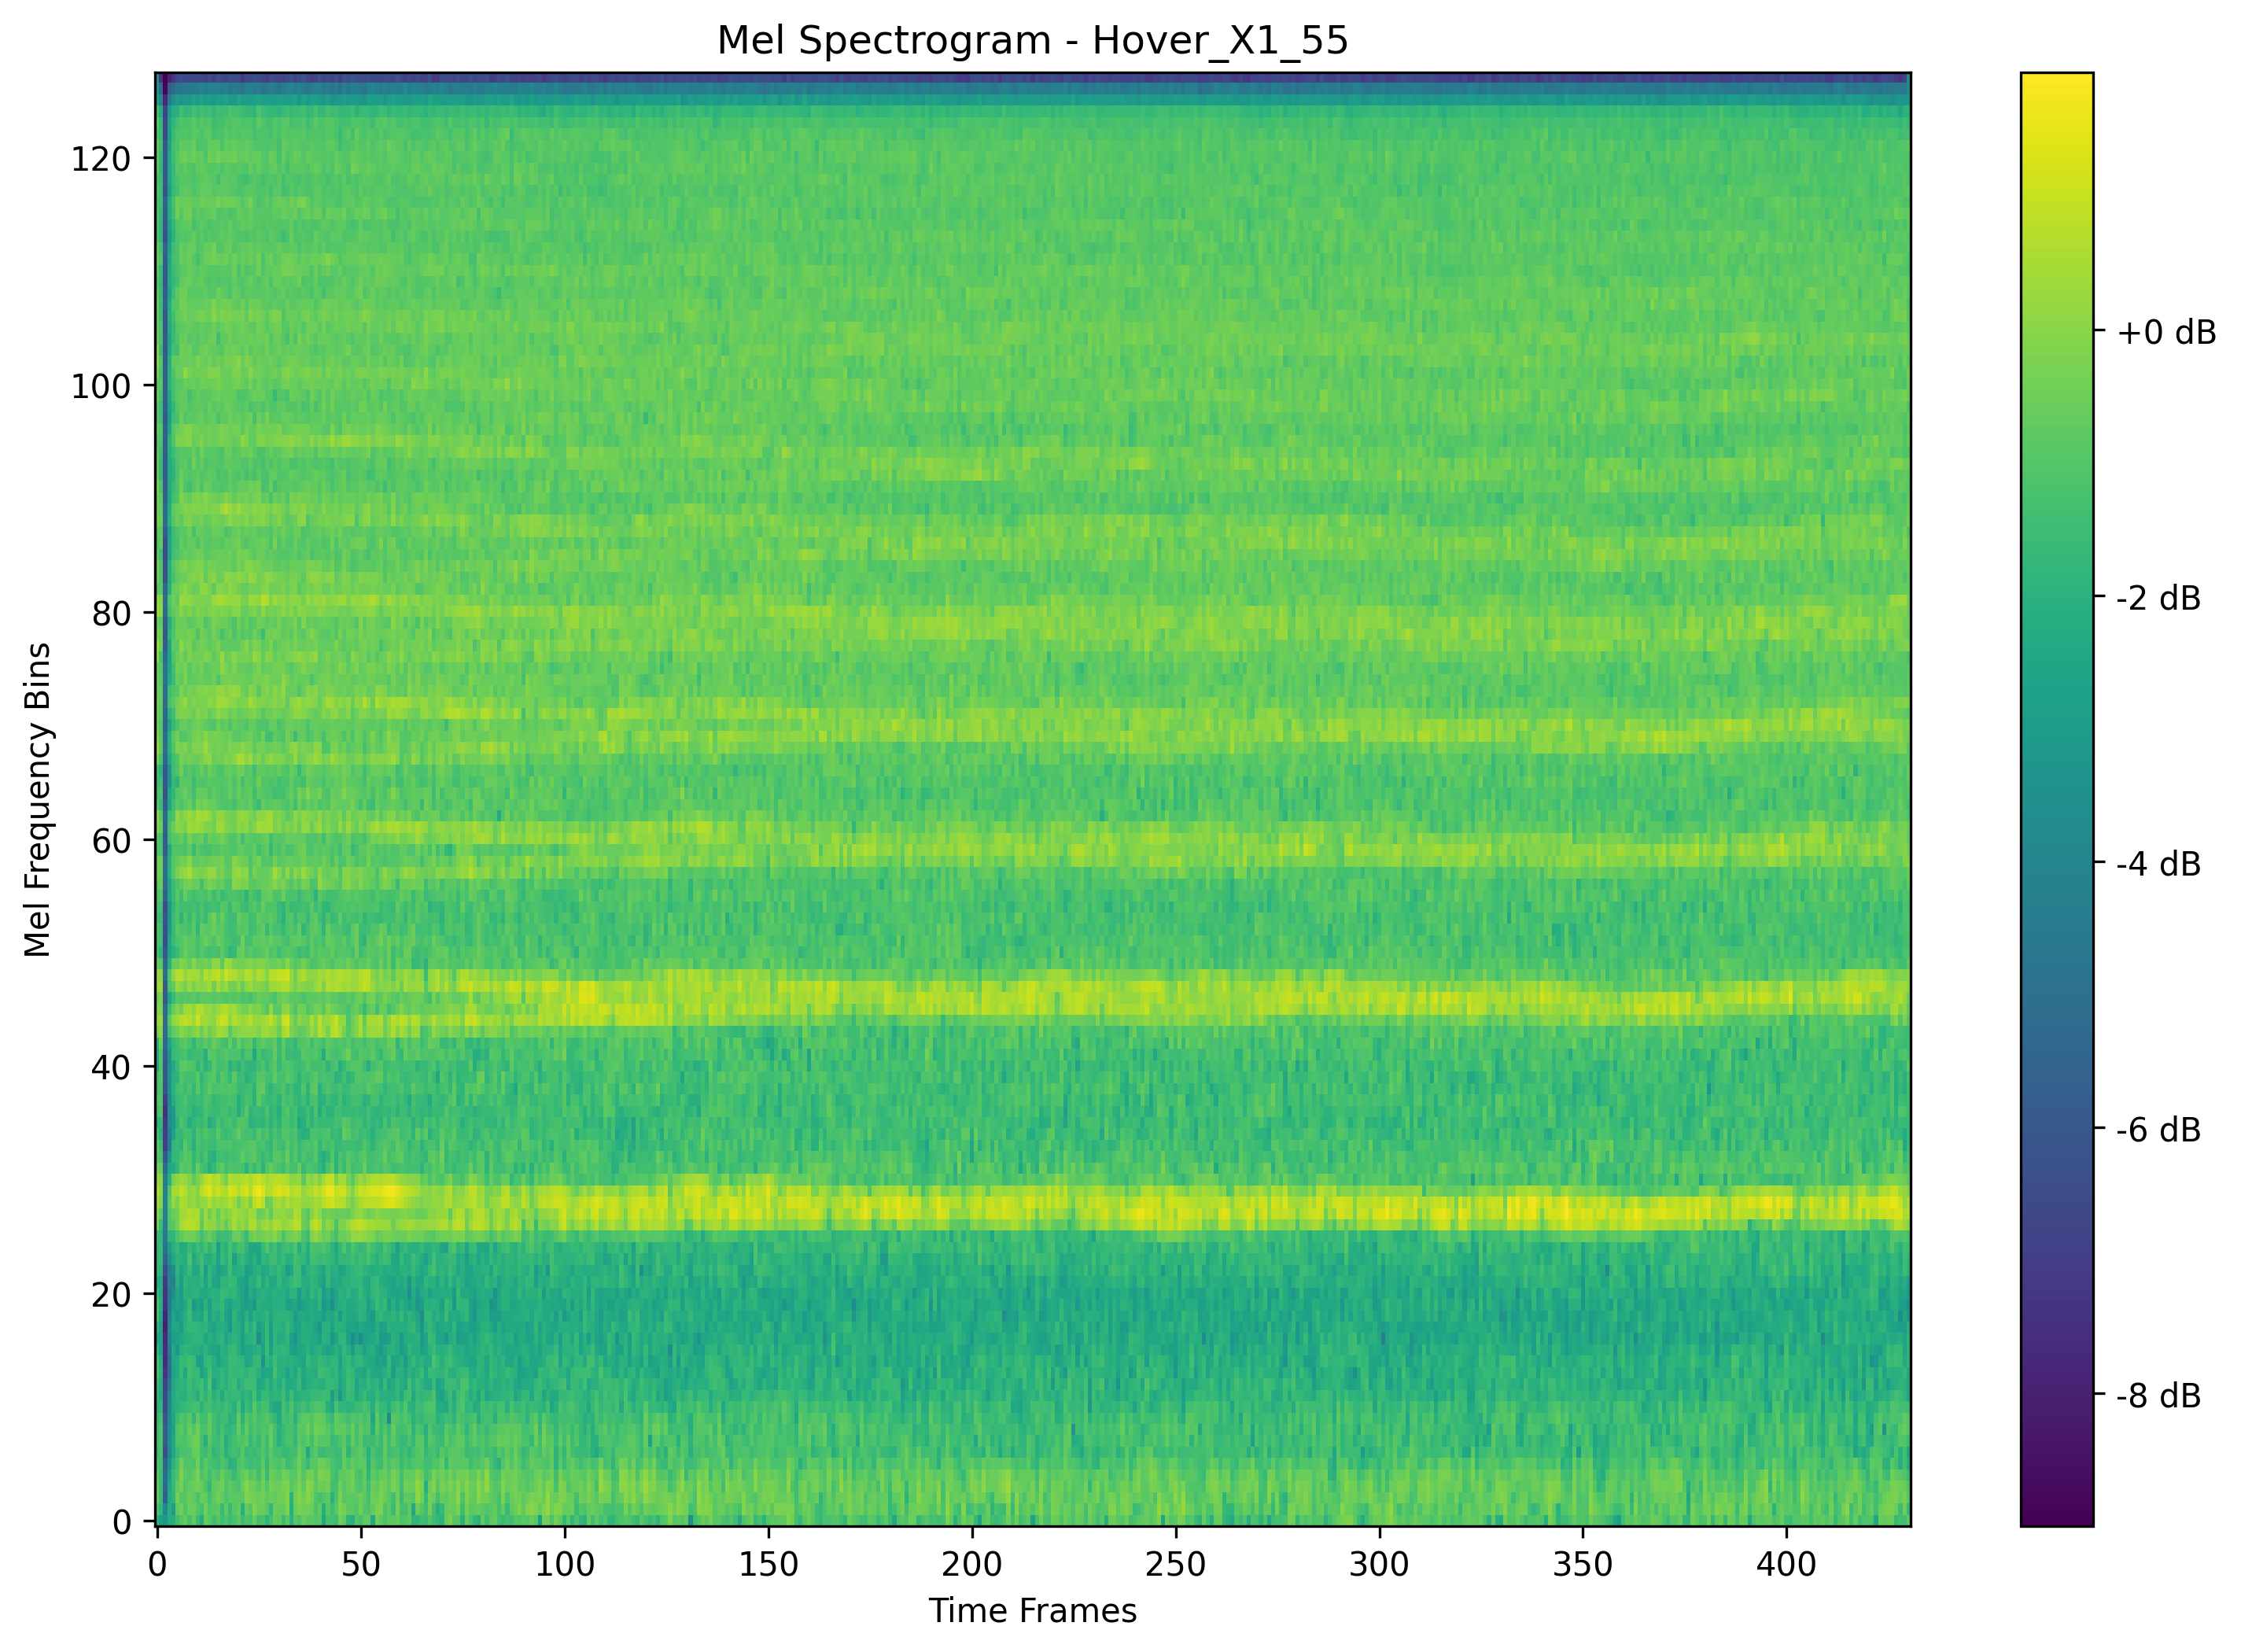 Mel Spectrogram - Hover_X1_55
120
100
80
60
40
20
0
Mel Frequency Bins
0 50 100 150 200 250 300 350 400
Time Frames
+0 dB
-2 dB
-4 dB
-6 dB
-8 dB